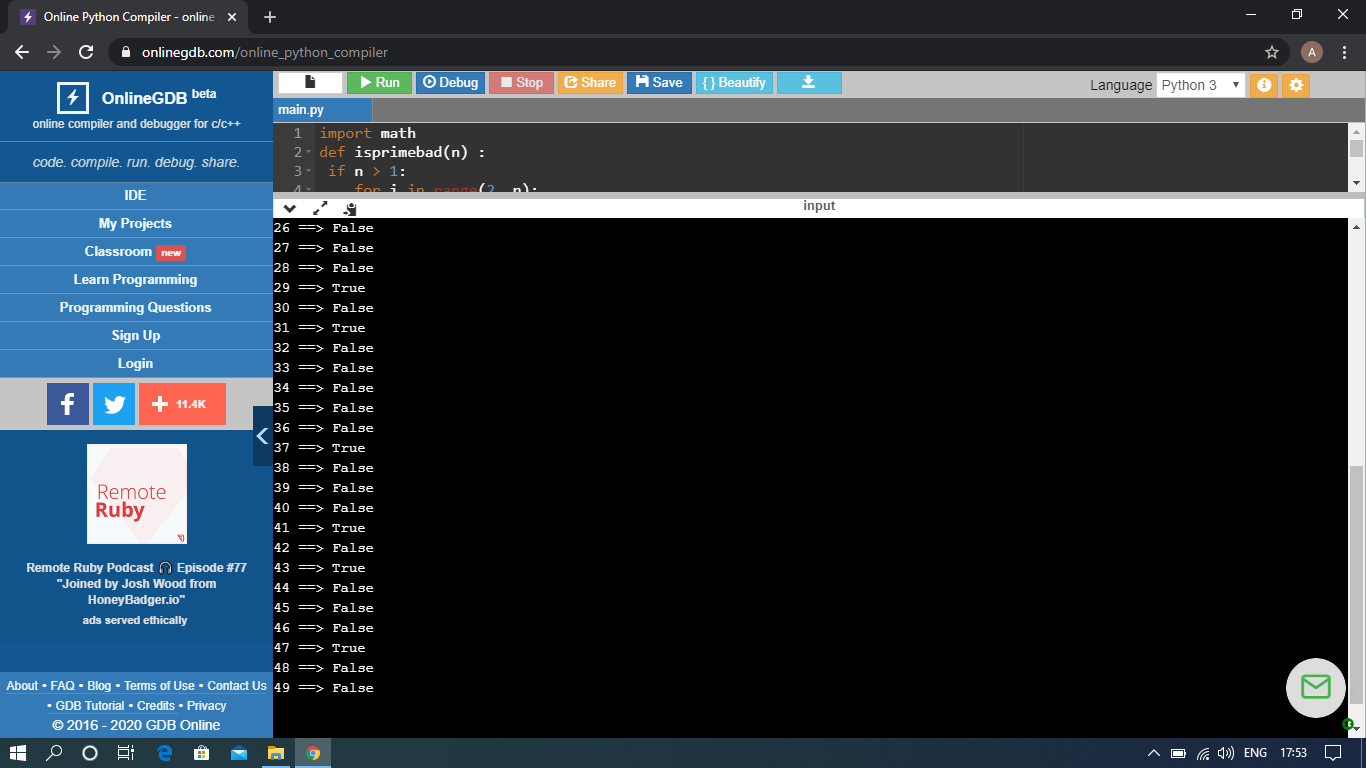 Online Python Compiler - online
onlinegdb.com/online_python_compiler
A
OnlineGDB beta
online compiler and debugger for c/c++
code. compile. run. debug. share.
IDE
My Projects
Classroom new
Learn Programming
Programming Questions
Sign Up
Login
f
11.4K
Remote
Ruby
Remote Ruby Podcast 🎧 Episode #77
"Joined by Josh Wood from
HoneyBadger.io"
ads served ethically
About • FAQ • Blog • Terms of Use • Contact Us
• GDB Tutorial • Credits • Privacy
© 2016 - 2020 GDB Online
Run Debug Stop Share Save { } Beautify
Language Python 3
main.py
1 import math
2 def isprimebad(n) :
3 if n > 1:
4 for i in range(2, n):
input
26 ==> False
27 ==> False
28 ==> False
29 ==> True
30 ==> False
31 ==> True
32 ==> False
33 ==> False
34 ==> False
35 ==> False
36 ==> False
37 ==> True
38 ==> False
39 ==> False
40 ==> False
41 ==> True
42 ==> False
43 ==> True
44 ==> False
45 ==> False
46 ==> False
47 ==> True
48 ==> False
49 ==> False
ENG 17:53